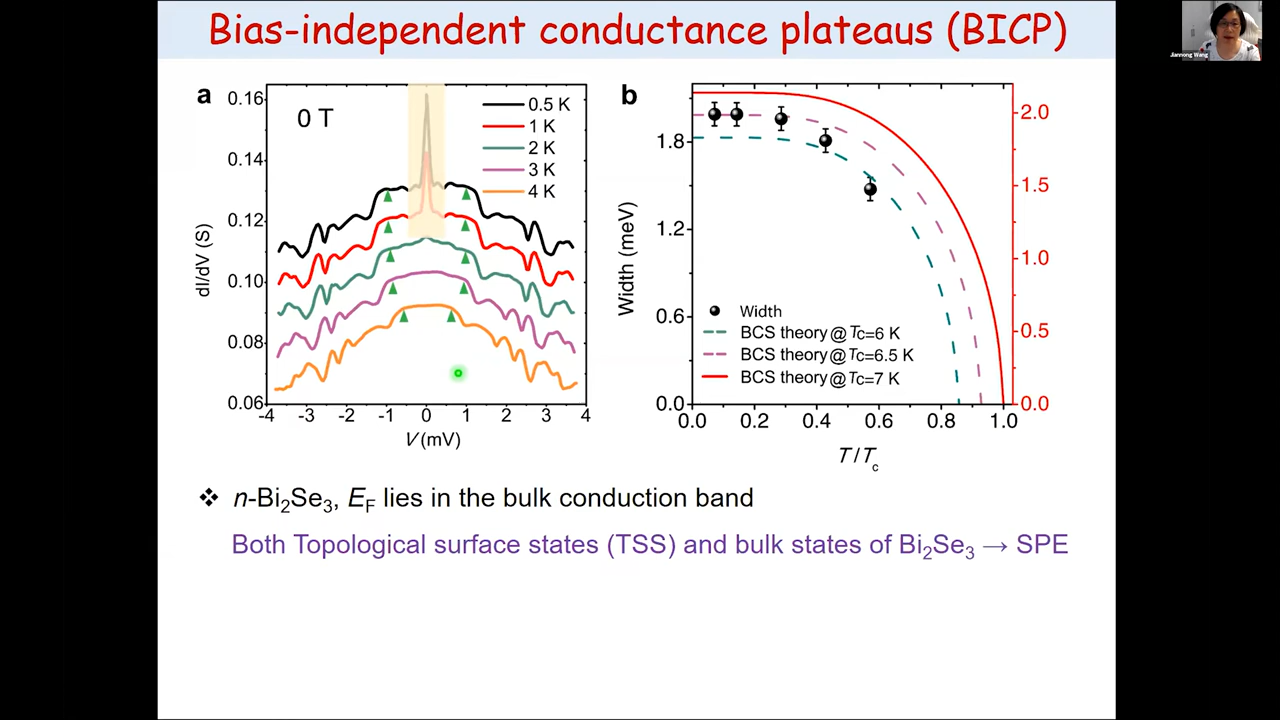 Bias-independent conductance plateaus (BICP)
Jiannong Wang
a
0 T
0.5 K
1 K
2 K
3 K
4 K
0.16
0.14
0.12
0.10
0.08
0.06
dI/dV (S)
-4 -3 -2 -1 0 1 2 3 4
V (mV)
b
1.8
1.2
0.6
0.0
Width (meV)
2.0
1.5
1.0
0.5
0.0
Width
BCS theory @ Tc=6 K
BCS theory @ Tc=6.5 K
BCS theory @ Tc=7 K
0.0 0.2 0.4 0.6 0.8 1.0
T/Tc
❖ n-Bi₂Se₃, EF lies in the bulk conduction band
Both Topological surface states (TSS) and bulk states of Bi₂Se₃ → SPE